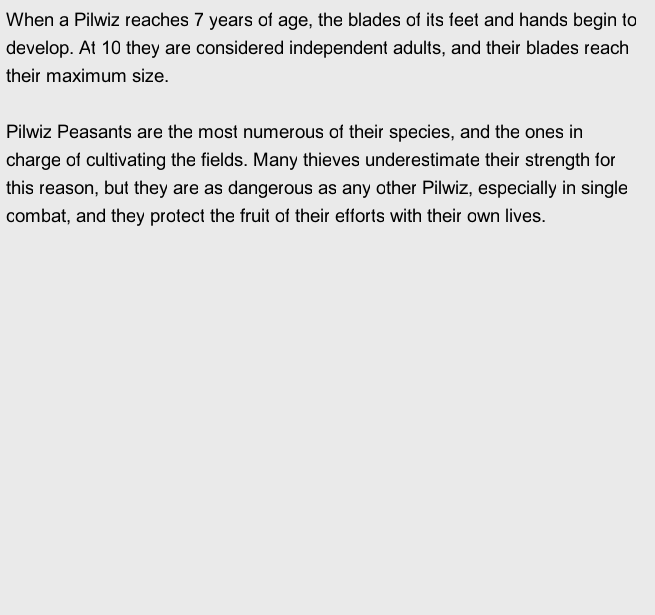 When a Pilwiz reaches 7 years of age, the blades of its feet and hands begin to
develop. At 10 they are considered independent adults, and their blades reach
their maximum size.

Pilwiz Peasants are the most numerous of their species, and the ones in
charge of cultivating the fields. Many thieves underestimate their strength for
this reason, but they are as dangerous as any other Pilwiz, especially in single
combat, and they protect the fruit of their efforts with their own lives.